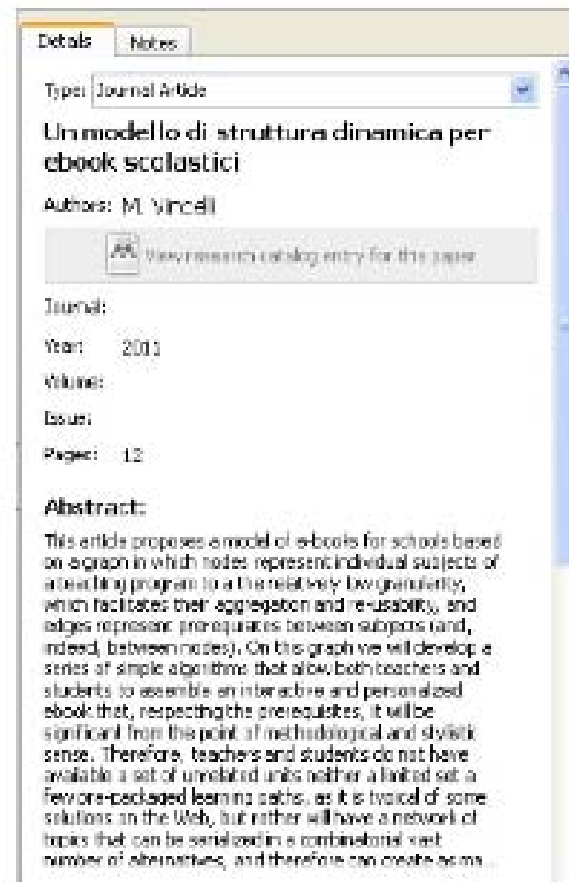 Details Notes
Type: Journal Article
Un modello di struttura dinamica per
ebook scolastici
Authors: M. Vincelli
View research catalog entry for this paper
Journal:
Year: 2011
Volume:
Issue:
Pages: 12
Abstract:
This article proposes a model of e-books for schools based
on a graph in which nodes represent individual subjects of
a teaching program to a the relatively low granularity,
which facilitates their aggregation and re-usability, and
edges represent prerequisites between subjects (and,
indeed, between nodes). On this graph we will develop a
series of simple algorithms that allow both teachers and
students to assemble an interactive and personalized
ebook that, respecting the prerequisites, it will be
significant from the point of methodological and stylistic
sense. Therefore, teachers and students do not have
available a set of unrelated units neither a limited set a
few pre-packaged learning paths, as it is typical of some
solutions on the Web, but rather will have a network of
topics that can be serialized in a combinatorial vast
number of alternatives, and therefore can create as ma...